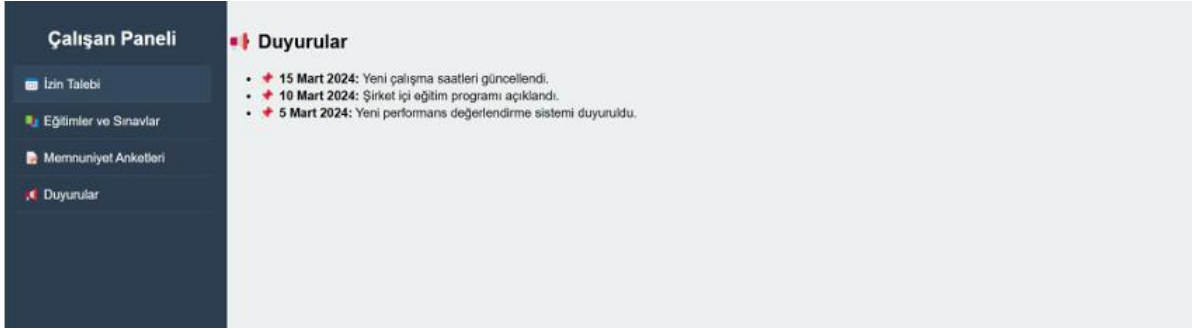 Çalışan Paneli
İzin Talebi
Eğitimler ve Sınavlar
Memnuniyet Anketleri
Duyurular
Duyurular
15 Mart 2024: Yeni çalışma saatleri güncellendi.
10 Mart 2024: Şirket içi eğitim programı açıklandı.
5 Mart 2024: Yeni performans değerlendirme sistemi duyuruldu.